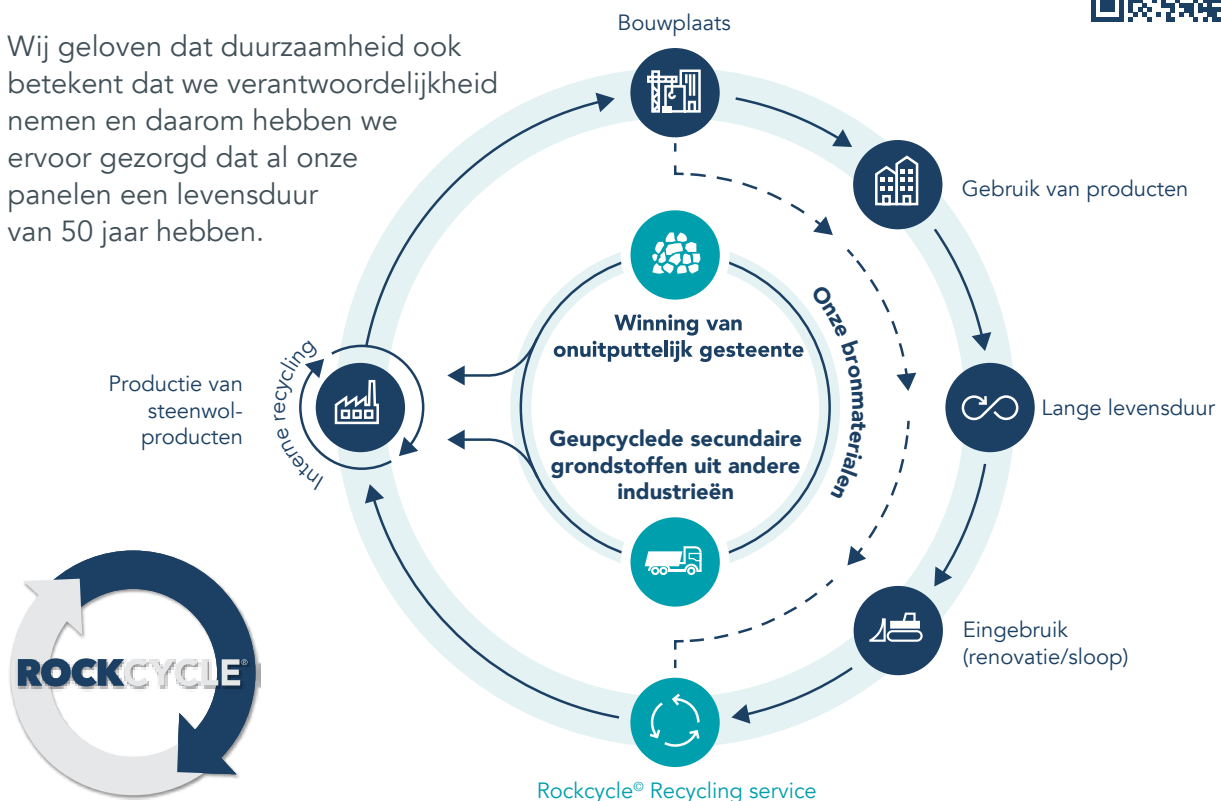 Wij geloven dat duurzaamheid ook
betekent dat we verantwoordelijkheid
nemen en daarom hebben we
ervoor gezorgd dat al onze
panelen een levensduur
van 50 jaar hebben.
Bouwplaats
Gebruik van producten
Lange levensduur
Eingebruik
(renovatie/sloop)
Rockcycle© Recycling service
Productie van
steenwol-
producten
Interne recycling
Winning van
onuitputtelijk gesteente
Geupcyclede secundaire
grondstoffen uit andere
industrieën
Onze bronmaterialen
ROCKCYCLE®